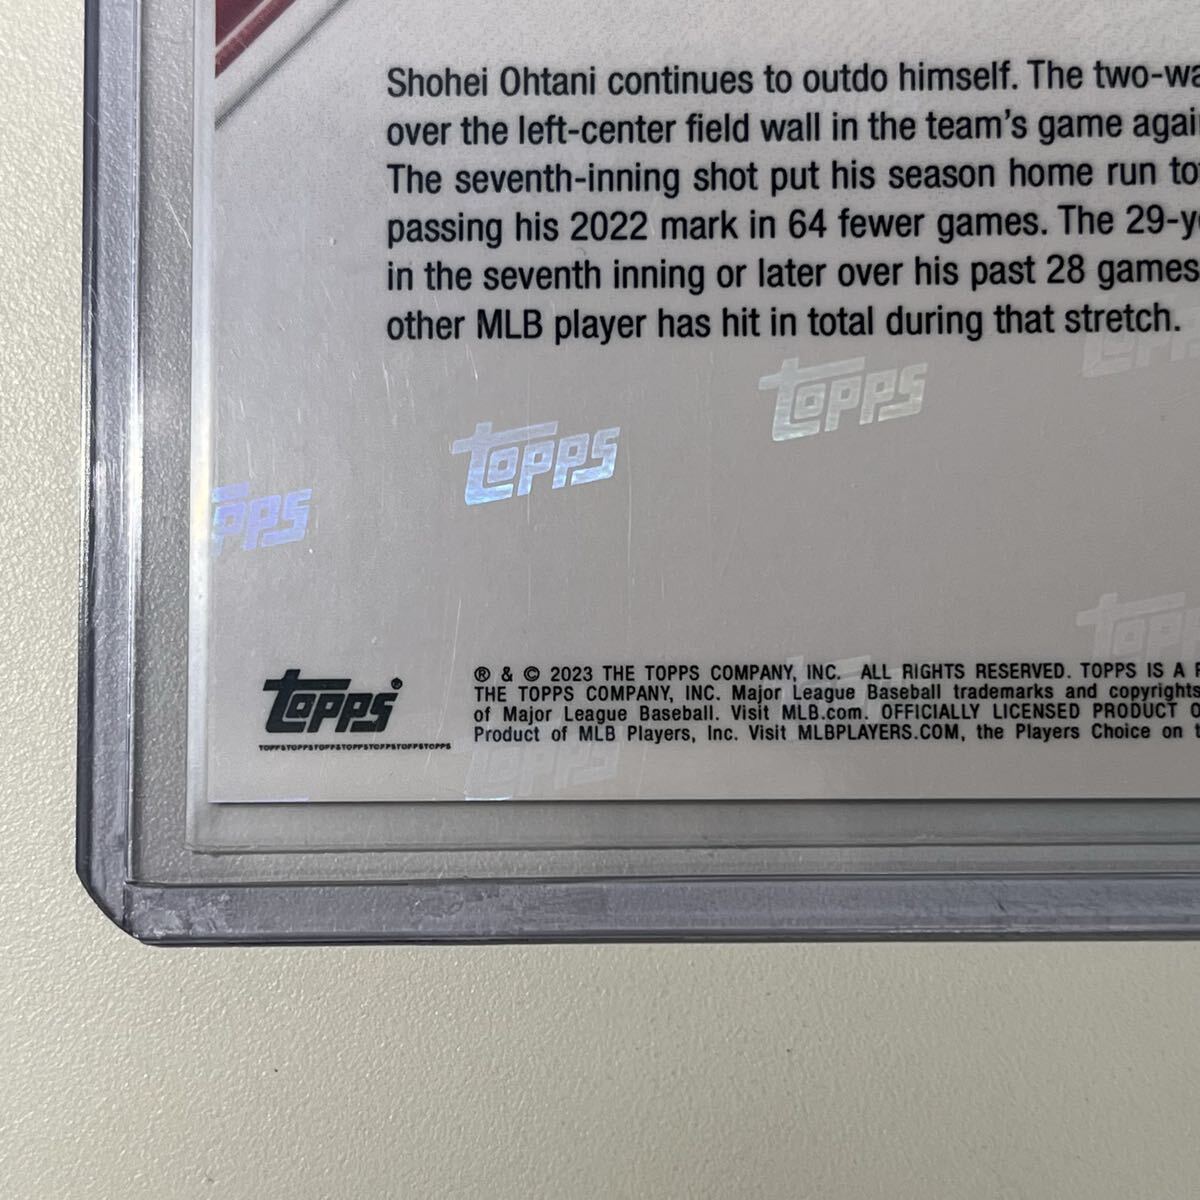 Shohei Ohtani continues to outdo himself. The
over the left-center field wall in the team's game
The seventh-inning shot put his season home run
passing his 2022 mark in 64 fewer games. The
in the seventh inning or later over his past 28 games
other MLB player has hit in total during that stretch.
TOPPS
TOPPS
TOPPS
TOPPS®
TOPPSTOPPSTOPPSTOPPSTOPPSTOPPSTOPPS
® & © 2023 THE TOPPS COMPANY, INC. ALL RIGHTS RESERVED. TOPPS IS A
THE TOPPS COMPANY, INC. Major League Baseball trademarks and copyrights
of Major League Baseball. Visit MLB.com. OFFICIALLY LICENSED PRODUCT
Product of MLB Players, Inc. Visit MLBPLAYERS.COM, the Players Choice on
TOPPS